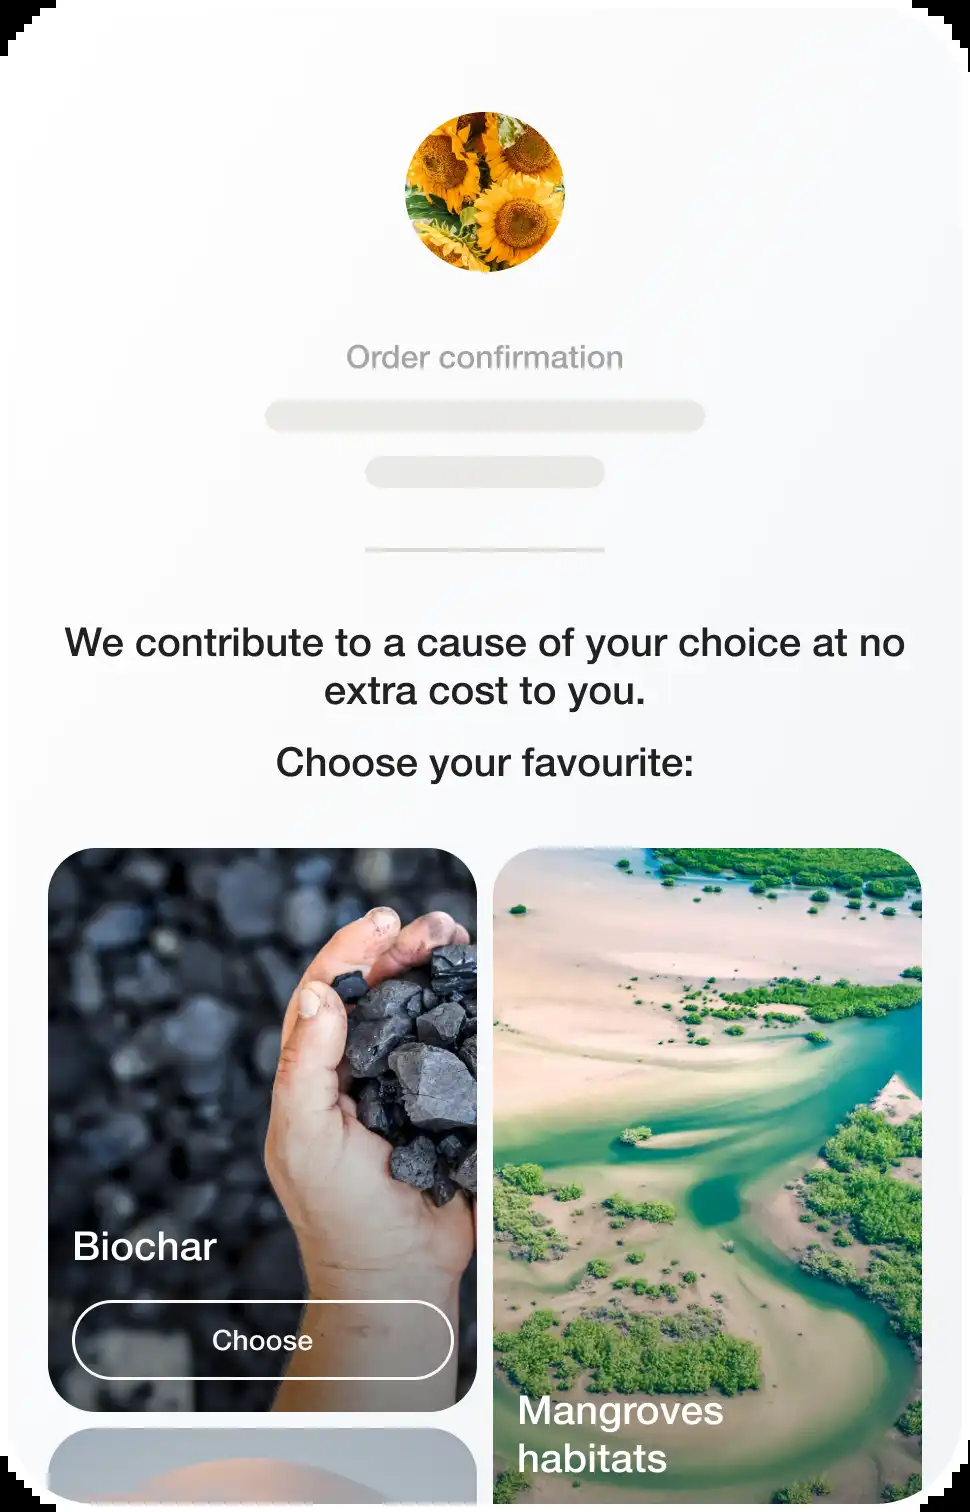 Order confirmation
We contribute to a cause of your choice at no
extra cost to you.
Choose your favourite:
Biochar
Choose
Mangroves
habitats